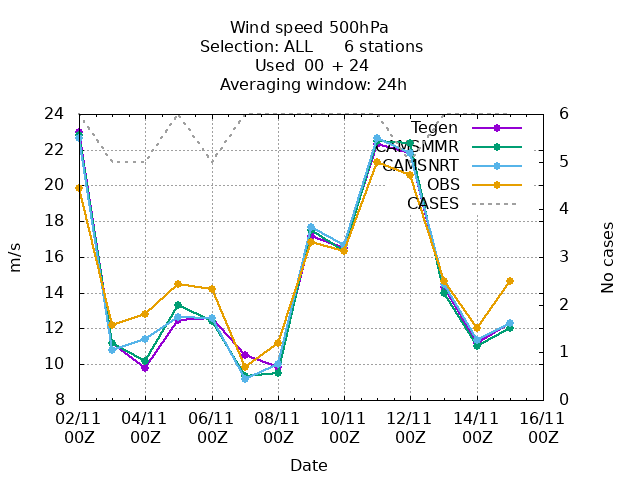 Wind speed 500hPa
Selection: ALL 6 stations
Used 00 + 24
Averaging window: 24h
24
22
20
18
16
14
12
10
8
m/s
6
5
4
3
2
1
0
No cases
Tegen
CAMSMMR
CAMSNRT
OBS
CASES
02/11 04/11 06/11 08/11 10/11 12/11 14/11 16/11
00Z 00Z 00Z 00Z 00Z 00Z 00Z 00Z
Date